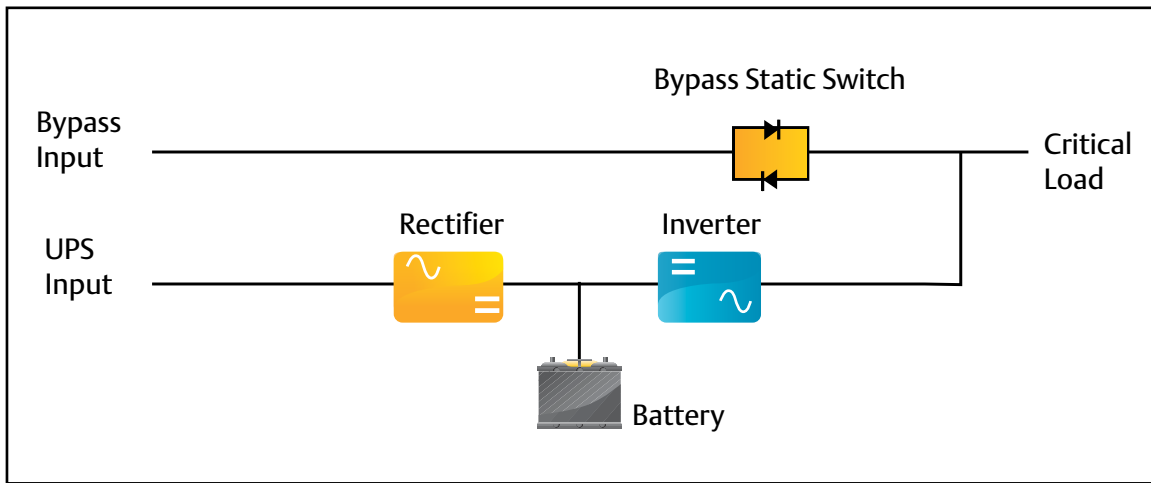 Bypass Static Switch
Bypass
Input
Critical
Load
Rectifier
Inverter
UPS
Input
Battery